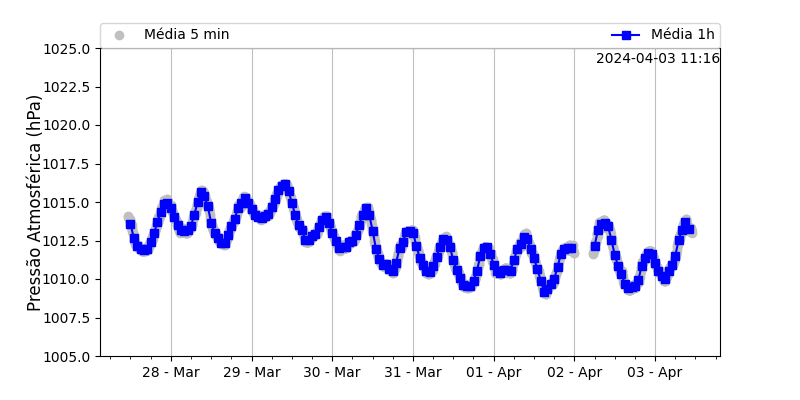 Média 5 min
Média 1h
2024-04-03 11:16
Pressão Atmosférica (hPa)
1025.0
1022.5
1020.0
1017.5
1015.0
1012.5
1010.0
1007.5
1005.0
28 - Mar
29 - Mar
30 - Mar
31 - Mar
01 - Apr
02 - Apr
03 - Apr